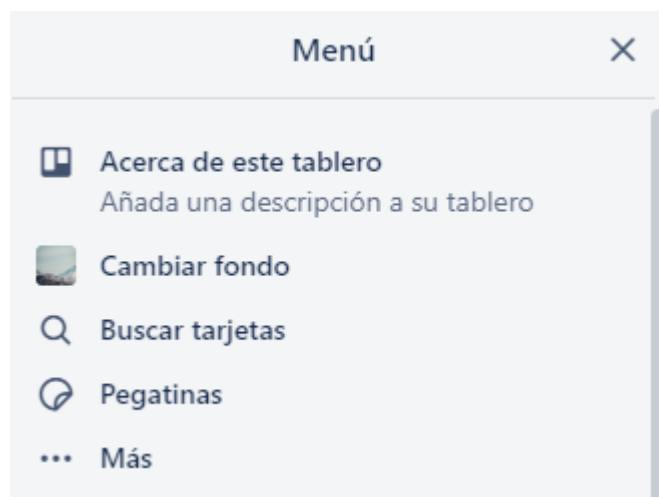 Menú
Acerca de este tablero
Añada una descripción a su tablero
Cambiar fondo
Buscar tarjetas
Pegatinas
Más